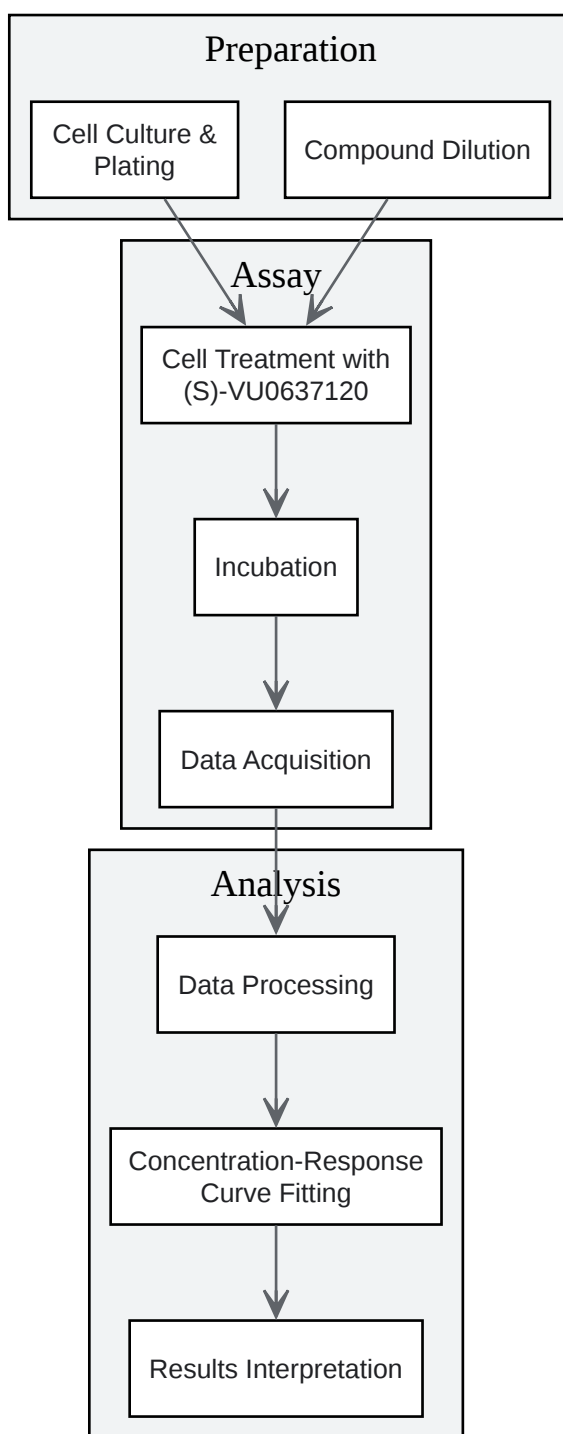 Preparation
Cell Culture &
Plating
Compound Dilution
Assay
Cell Treatment with
(S)-VU0637120
Incubation
Data Acquisition
Analysis
Data Processing
Concentration-Response
Curve Fitting
Results Interpretation